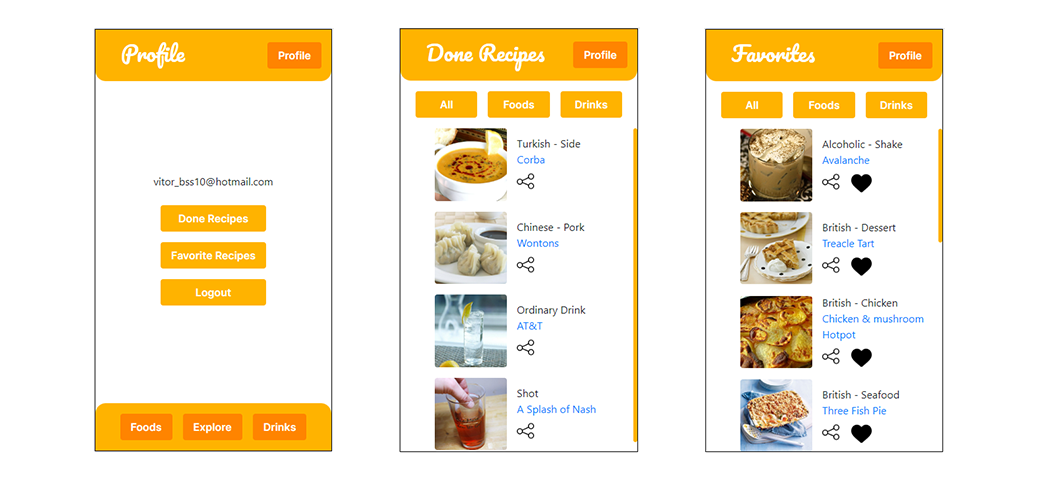 Profile
Profile
vitor_bss10@hotmail.com
Done Recipes
Favorite Recipes
Logout
Foods
Explore
Drinks
Done Recipes
Profile
All
Foods
Drinks
Turkish - Side
Corba
Chinese - Pork
Wontons
Ordinary Drink
AT&T
Shot
A Splash of Nash
Favorites
Profile
All
Foods
Drinks
Alcoholic - Shake
Avalanche
British - Dessert
Treacle Tart
British - Chicken
Chicken & mushroom
Hotpot
British - Seafood
Three Fish Pie